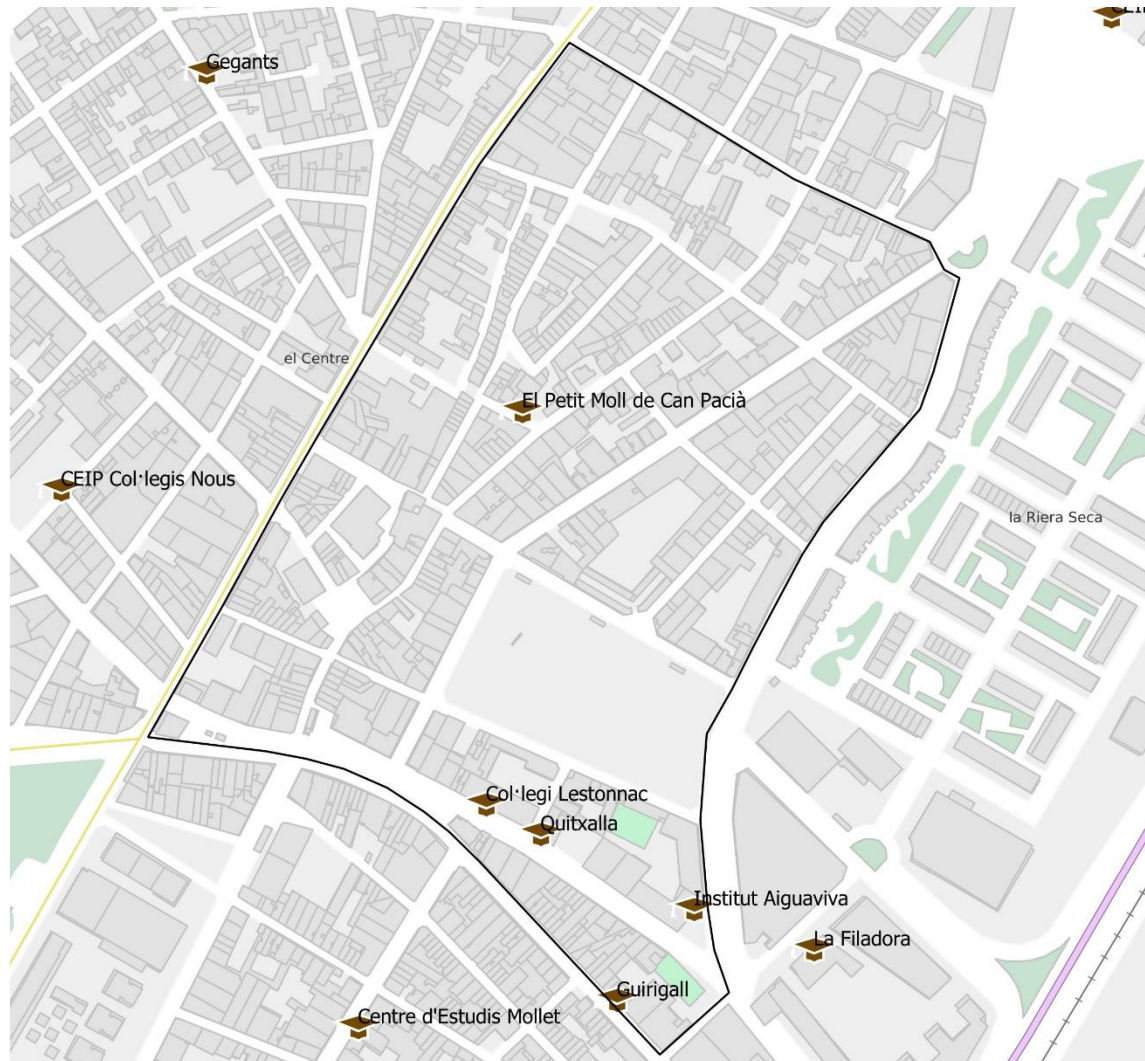 Gegants
el Centre
El Petit Moll de Can Pacià
CEIP Col·legis Nous
la Riera Seca
Col·legi Lestonnac
Quitxalla
Institut Aiguaviva
La Filadora
Guirigall
Centre d'Estudis Mollet